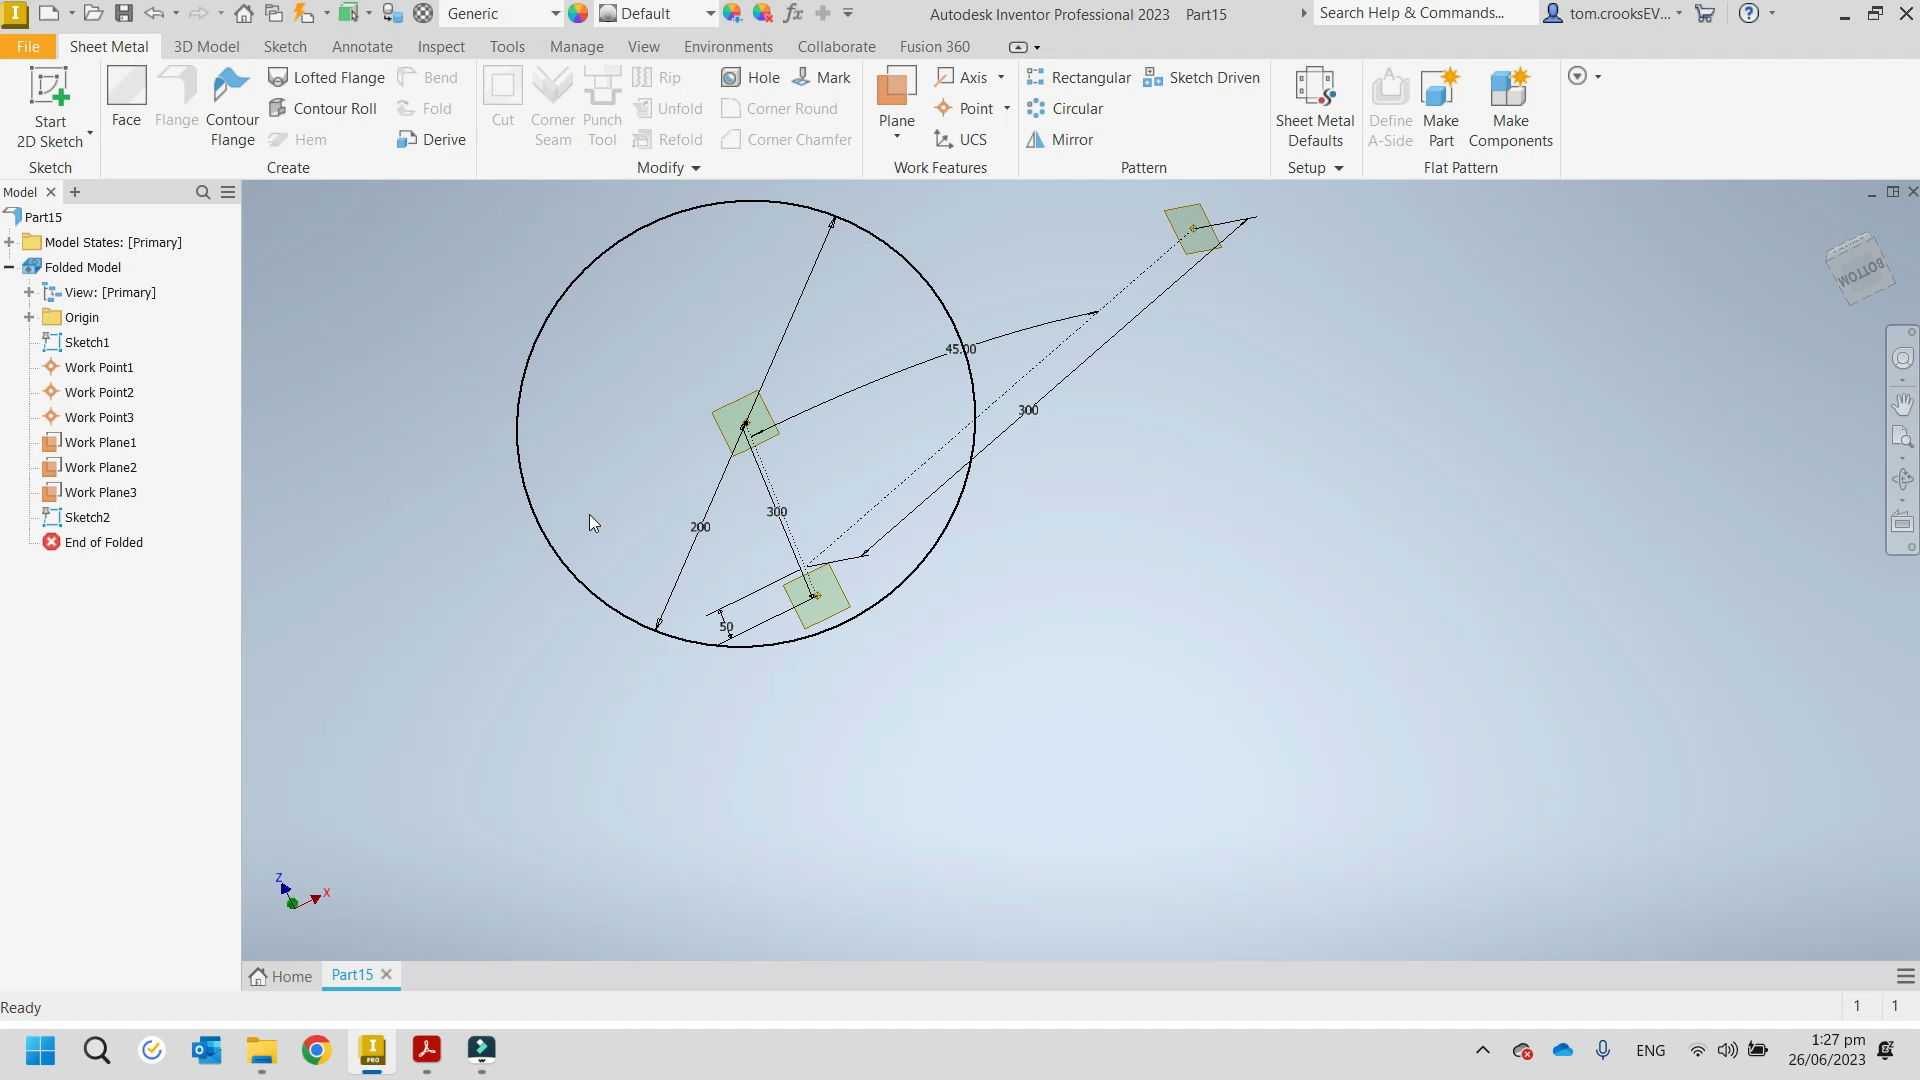 Generic
Default
Autodesk Inventor Professional 2023 Part15
Search Help & Commands...
tom.crooksEV...
File Sheet Metal 3D Model Sketch Annotate Inspect Tools Manage View Environments Collaborate Fusion 360
Start
2D Sketch
Sketch
Face
Flange
Contour
Flange
Lofted Flange
Contour Roll
Hem
Bend
Fold
Derive
Create
Cut
Corner
Seam
Punch
Tool
Rip
Unfold
Refold
Hole
Mark
Corner Round
Corner Chamfer
Modify
Plane
Axis
Point
UCS
Work Features
Rectangular
Circular
Mirror
Sketch Driven
Pattern
Sheet Metal
Defaults
Setup
Define
A-Side
Make
Part
Make
Components
Flat Pattern
Model
Part15
Model States: [Primary]
Folded Model
View: [Primary]
Origin
Sketch1
Work Point1
Work Point2
Work Point3
Work Plane1
Work Plane2
Work Plane3
Sketch2
End of Folded
45.00
300
300
200
50
BOTTOM
Z
X
Home
Part15
Ready
1 1
PRO
ENG
1:27 pm
26/06/2023